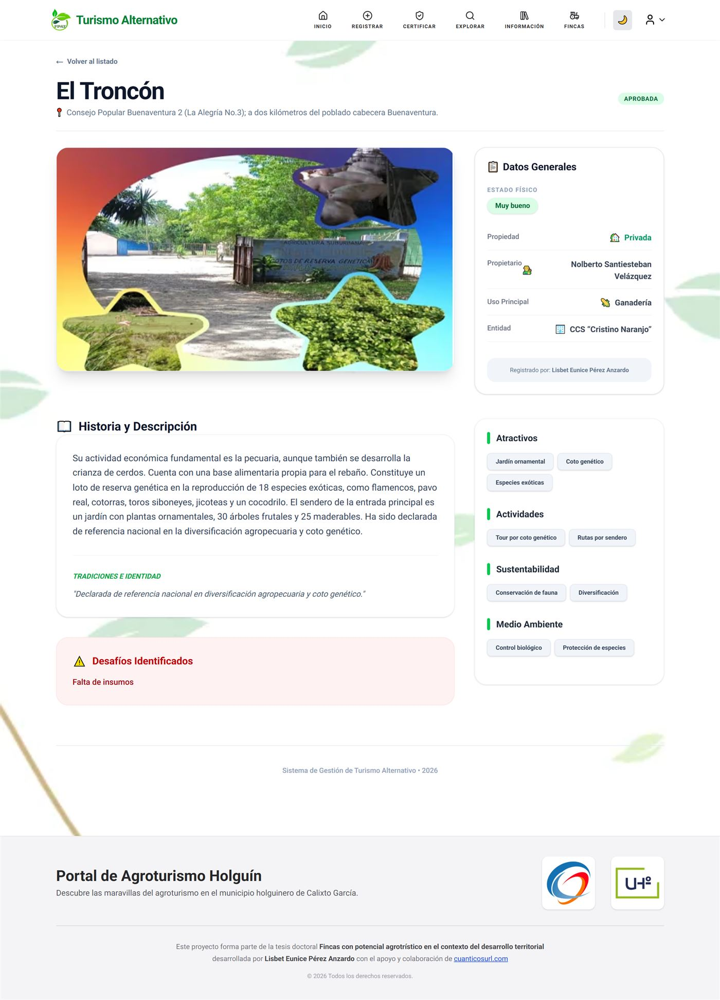 FPAT
Turismo Alternativo
INICIO
REGISTRAR
CERTIFICAR
EXPLORAR
INFORMACIÓN
FINCAS
← Volver al listado
El Troncón
APROBADA
Consejo Popular Buenaventura 2 (La Alegría No.3); a dos kilómetros del poblado cabecera Buenaventura.
AGRICULTURA SUBURBANA
COTOS DE RESERVA GENETICA
Datos Generales
ESTADO FÍSICO
Muy bueno
Propiedad
Privada
Propietario
Nolberto Santiesteban
Velázquez
Uso Principal
Ganadería
Entidad
CCS “Cristino Naranjo”
Registrado por: Lisbet Eunice Pérez Anzardo
Historia y Descripción
Su actividad económica fundamental es la pecuaria, aunque también se desarrolla la
crianza de cerdos. Cuenta con una base alimentaria propia para el rebaño. Constituye un
loto de reserva genética en la reproducción de 18 especies exóticas, como flamencos, pavo
real, cotorras, toros siboneyes, jicoteas y un cocodrilo. El sendero de la entrada principal es
un jardín con plantas ornamentales, 30 árboles frutales y 25 maderables. Ha sido declarada
de referencia nacional en la diversificación agropecuaria y coto genético.
TRADICIONES E IDENTIDAD
"Declarada de referencia nacional en diversificación agropecuaria y coto genético."
Desafíos Identificados
Falta de insumos
Atractivos
Jardín ornamental
Coto genético
Especies exóticas
Actividades
Tour por coto genético
Rutas por sendero
Sustentabilidad
Conservación de fauna
Diversificación
Medio Ambiente
Control biológico
Protección de especies
Sistema de Gestión de Turismo Alternativo • 2026
Portal de Agroturismo Holguín
Descubre las maravillas del agroturismo en el municipio holguinero de Calixto García.
UHº
Este proyecto forma parte de la tesis doctoral Fincas con potencial agrotrístico en el contexto del desarrollo territorial
desarrollada por Lisbet Eunice Pérez Anzardo con el apoyo y colaboración de cuanticosurl.com
© 2026 Todos los derechos reservados.